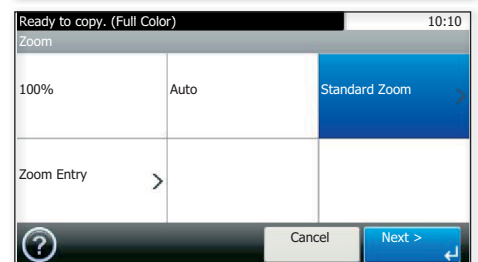 Ready to copy. (Full Color) 10:10
Zoom
100% Auto Standard Zoom >
Zoom Entry >
? Cancel Next >